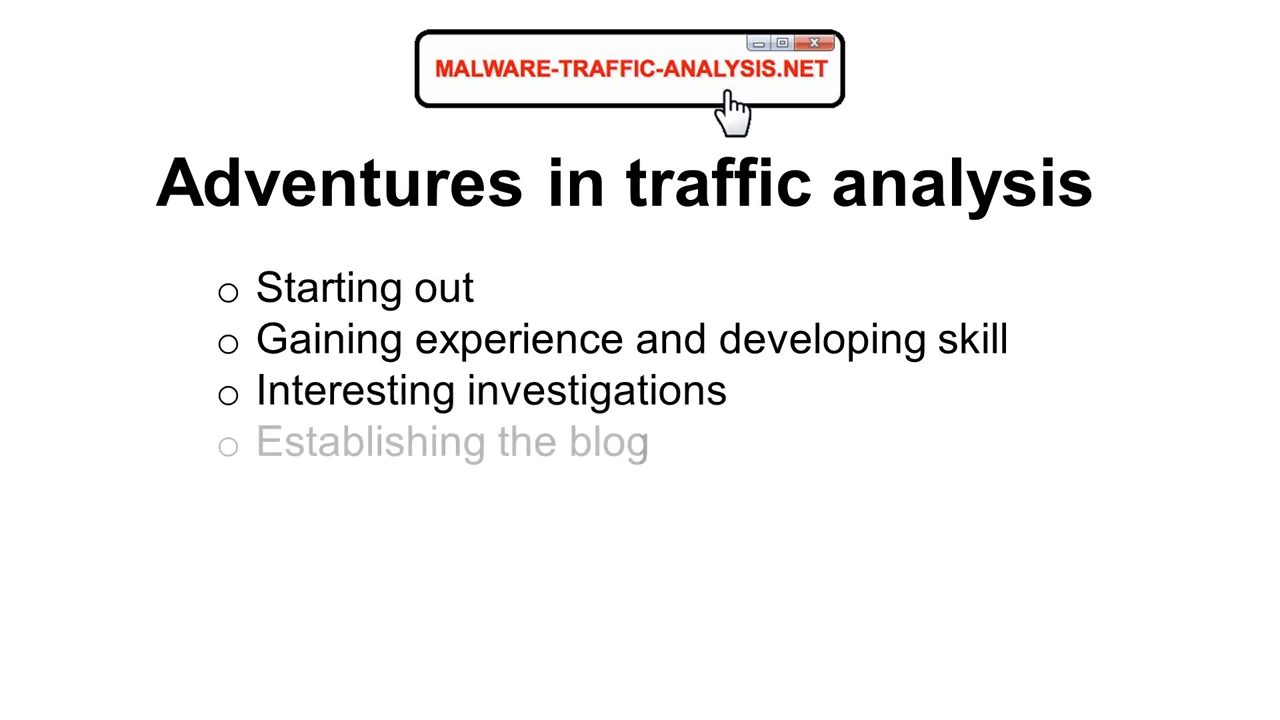 MALWARE-TRAFFIC-ANALYSIS.NET
Adventures in traffic analysis
o Starting out
o Gaining experience and developing skill
o Interesting investigations
o Establishing the blog